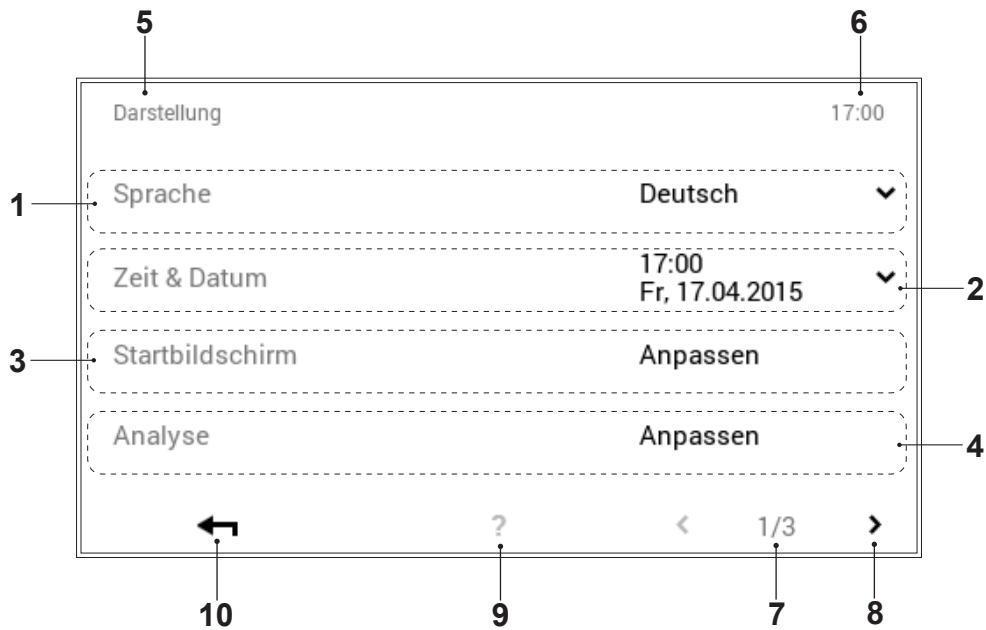 5 6
Darstellung 17:00
1 Sprache Deutsch
Zeit & Datum 17:00
Fr, 17.04.2015 2
3 Startbildschirm Anpassen
Analyse Anpassen 4
? 1/3
10 9 7 8